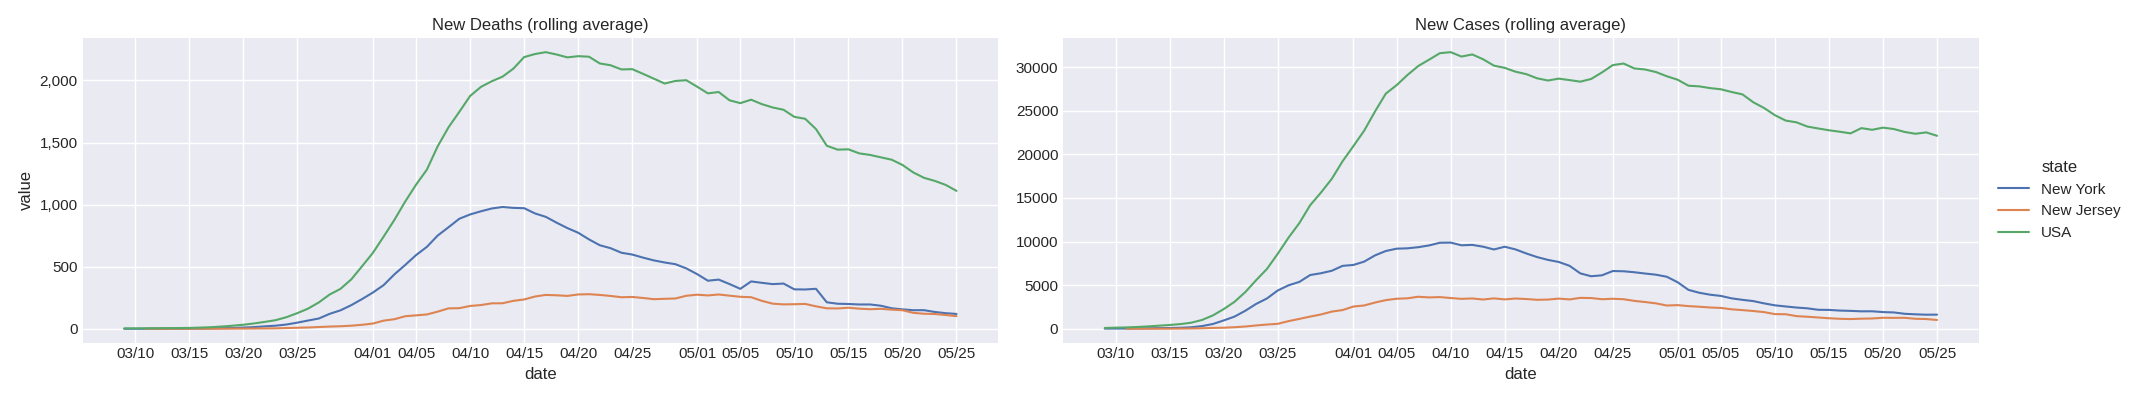 New Deaths (rolling average)
value
2,000
1,500
1,000
500
0
03/10 03/15 03/20 03/25 04/01 04/05 04/10 04/15 04/20 04/25 05/01 05/05 05/10 05/15 05/20 05/25
date
New Cases (rolling average)
30000
25000
20000
15000
10000
5000
0
03/10 03/15 03/20 03/25 04/01 04/05 04/10 04/15 04/20 04/25 05/01 05/05 05/10 05/15 05/20 05/25
date
state
New York
New Jersey
USA